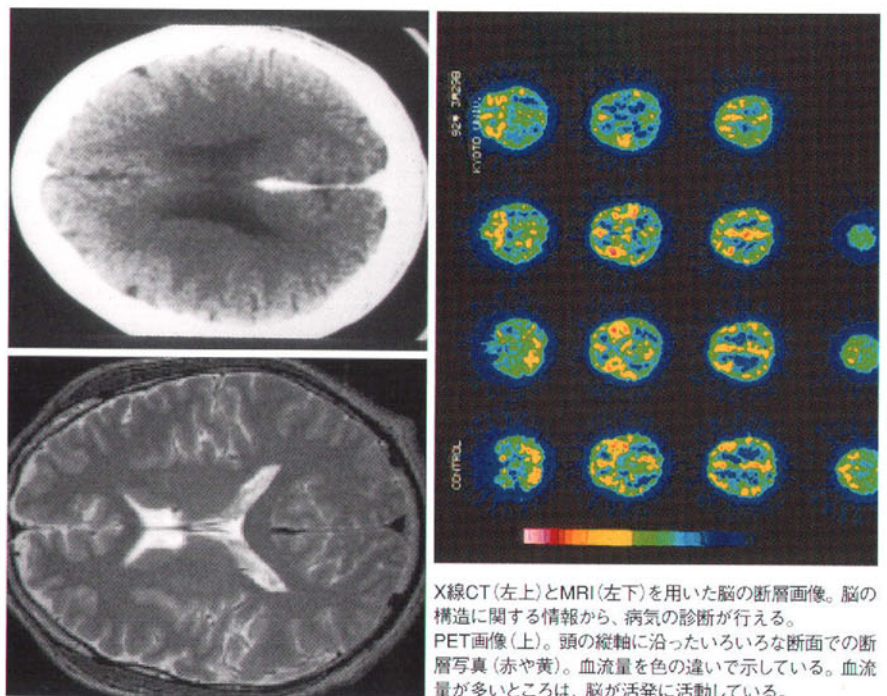 92# 3M29B
KYOTO UNIV.
CONTROL
X線CT(左上)とMRI(左下)を用いた脳の断層画像。脳の
構造に関する情報から、病気の診断が行える。
PET画像(上)。頭の縦軸に沿ったいろいろな断面での断
層写真(赤や黄)。血流量を色の違いで示している。血流
量が多いところは、脳が活発に活動している。